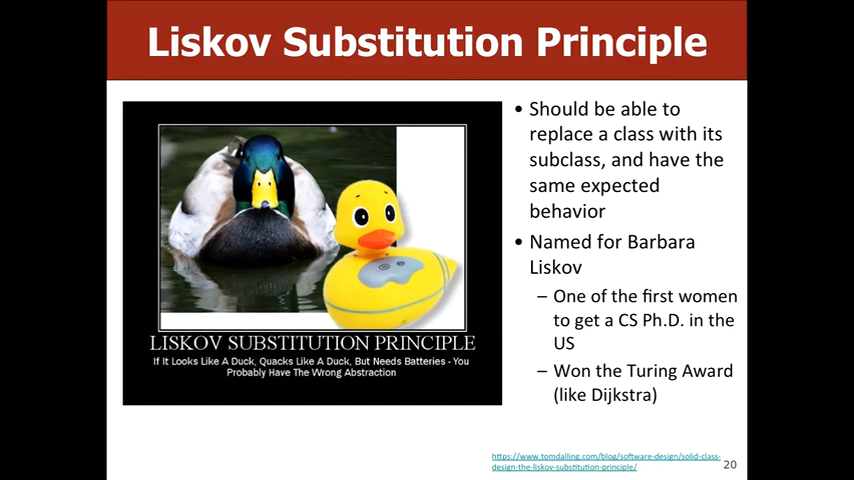 Liskov Substitution Principle
LISKOV SUBSTITUTION PRINCIPLE
If It Looks Like A Duck, Quacks Like A Duck, But Needs Batteries - You
Probably Have The Wrong Abstraction
• Should be able to
replace a class with its
subclass, and have the
same expected
behavior
• Named for Barbara
Liskov
– One of the first women
to get a CS Ph.D. in the
US
– Won the Turing Award
(like Dijkstra)
https://www.tomdalling.com/blog/software-design/solid-class-
design-the-liskov-substitution-principle/
20